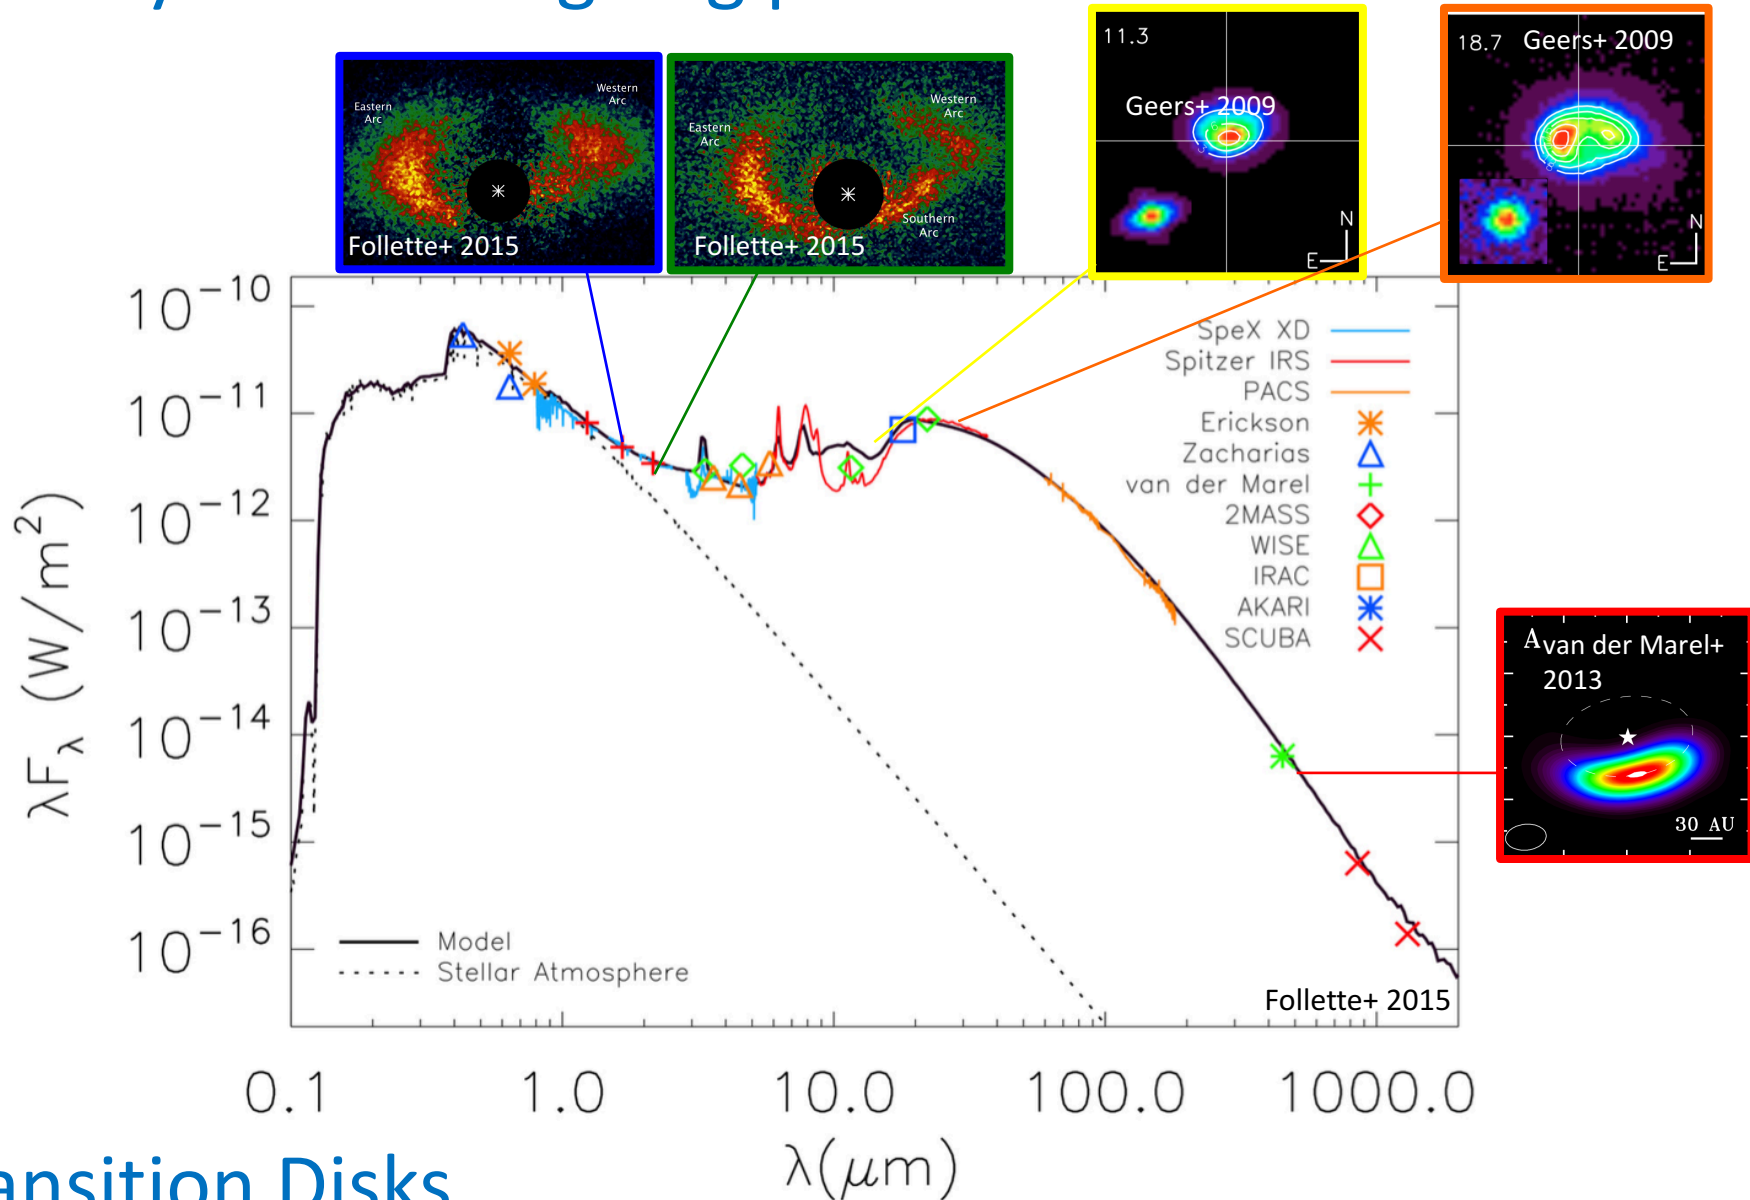 Eastern
Arc
Western
Arc
Follette+ 2015
Eastern
Arc
Western
Arc
Southern
Arc
Follette+ 2015
11.3
Geers+ 2009
N
E
18.7 Geers+ 2009
N
E
10−10
10−11
10−12
10−13
10−14
10−15
10−16
λFλ (W/m2)
SpeX XD
Spitzer IRS
PACS
Erickson
Zacharias
van der Marel
2MASS
WISE
IRAC
AKARI
SCUBA
A van der Marel+
2013
30 AU
Model
Stellar Atmosphere
Follette+ 2015
0.1 1.0 10.0 100.0 1000.0
λ(μm)
Disks